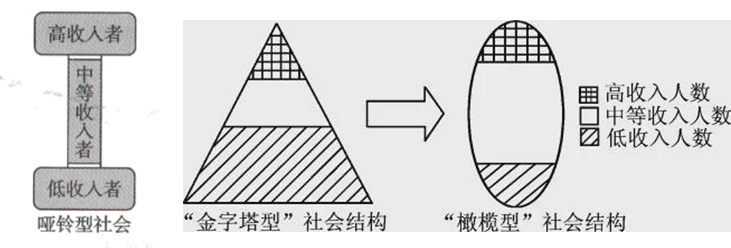 高收入者
中等收入者
低收入者
哑铃型社会
高收入人数
中等收入人数
低收入人数
“金字塔型”社会结构
“橄榄型”社会结构